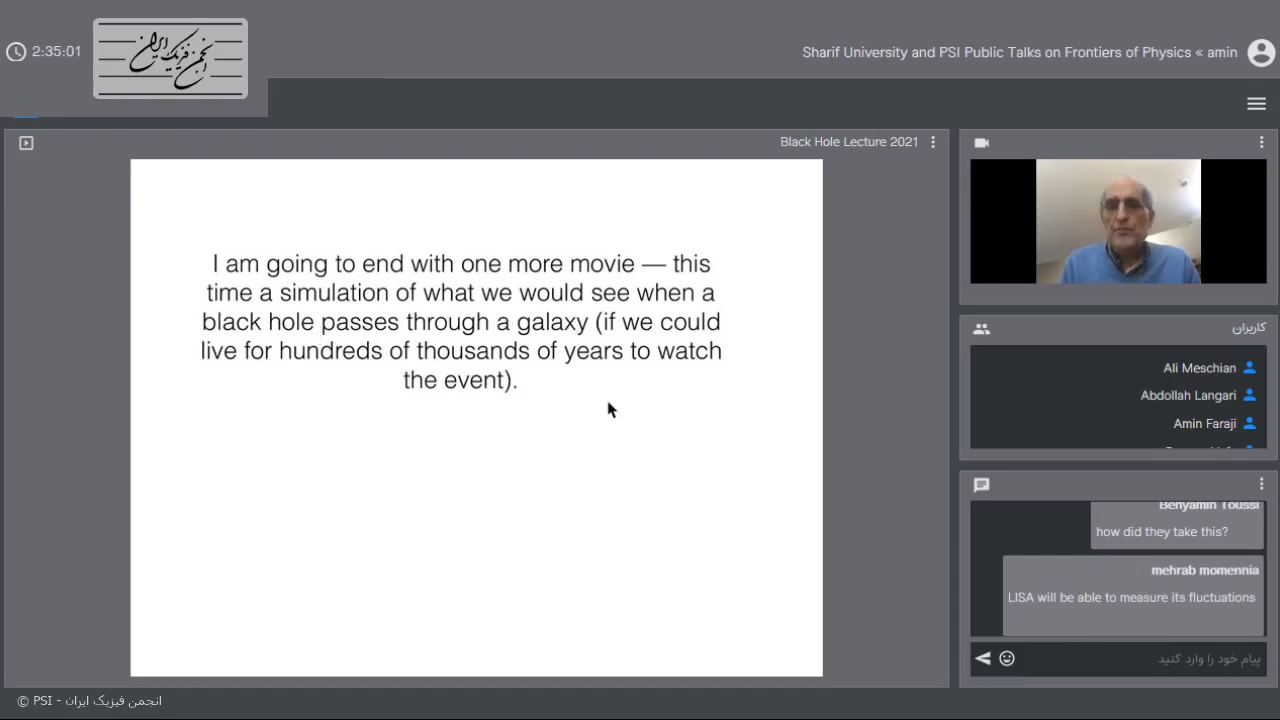 2:35:01
انجمن فیزیک ایران
Sharif University and PSI Public Talks on Frontiers of Physics « amin
Black Hole Lecture 2021
I am going to end with one more movie — this
time a simulation of what we would see when a
black hole passes through a galaxy (if we could
live for hundreds of thousands of years to watch
the event).
کاربران
Ali Meschian
Abdollah Langari
Amin Faraji
Benyamin Toussi
how did they take this?
mehrab momennia
LISA will be able to measure its fluctuations
پیام خود را وارد کنید
© PSI - انجمن فیزیک ایران